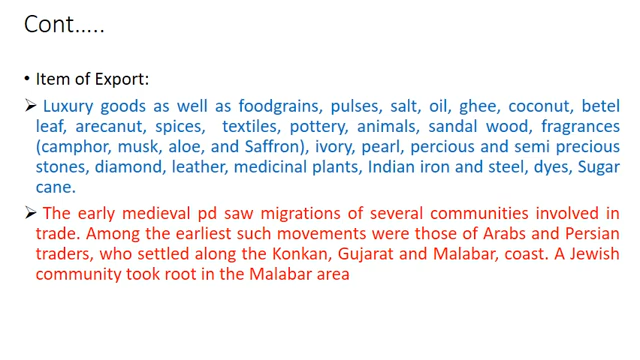 Cont.....
• Item of Export:
➢ Luxury goods as well as foodgrains, pulses, salt, oil, ghee, coconut, betel
leaf, arecanut, spices, textiles, pottery, animals, sandal wood, fragrances
(camphor, musk, aloe, and Saffron), ivory, pearl, percious and semi precious
stones, diamond, leather, medicinal plants, Indian iron and steel, dyes, Sugar
cane.
➢ The early medieval pd saw migrations of several communities involved in
trade. Among the earliest such movements were those of Arabs and Persian
traders, who settled along the Konkan, Gujarat and Malabar, coast. A Jewish
community took root in the Malabar area